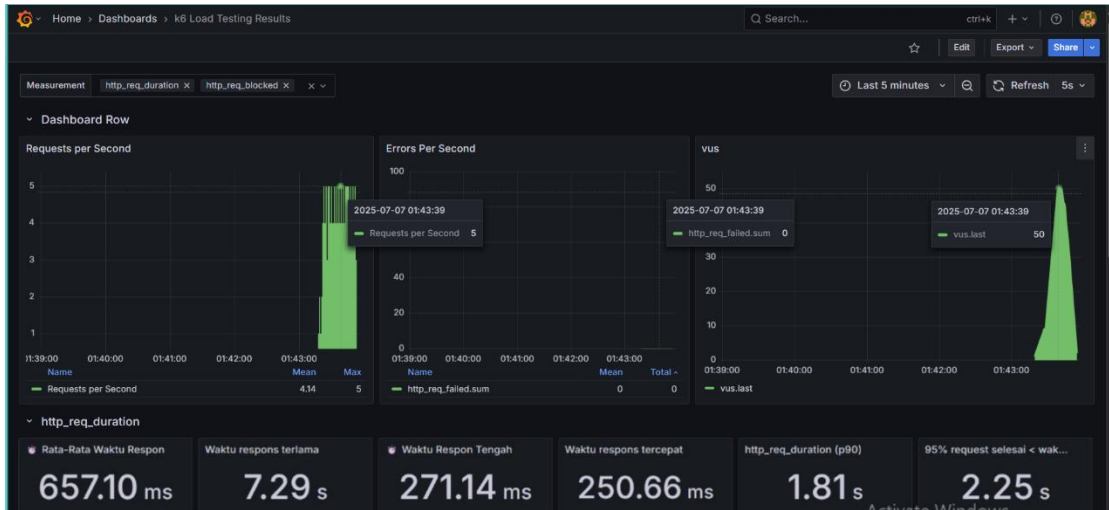 Home > Dashboards > k6 Load Testing Results
Search...
ctrl+k
Edit
Export
Share
Measurement
http_req_duration ×
http_req_blocked ×
Last 5 minutes
Refresh 5s
Dashboard Row
Requests per Second
5
4
3
2
1
11:39:00 01:40:00 01:41:00 01:42:00 01:43:00
Name Mean Max
Requests per Second 4.14 5
2025-07-07 01:43:39
Requests per Second 5
Errors Per Second
100
40
20
0
01:39:00 01:40:00 01:41:00 01:42:00 01:43:00
Name Mean Total
http_req_failed.sum 0 0
2025-07-07 01:43:39
http_req_failed.sum 0
vus
50
30
20
10
0
01:39:00 01:40:00 01:41:00 01:42:00 01:43:00
vus.last
2025-07-07 01:43:39
vus.last 50
http_req_duration
Rata-Rata Waktu Respon
657.10 ms
Waktu respons terlama
7.29 s
Waktu Respon Tengah
271.14 ms
Waktu respons tercepat
250.66 ms
http_req_duration (p90)
1.81 s
95% request selesai < wak...
2.25 s
Activate Windows